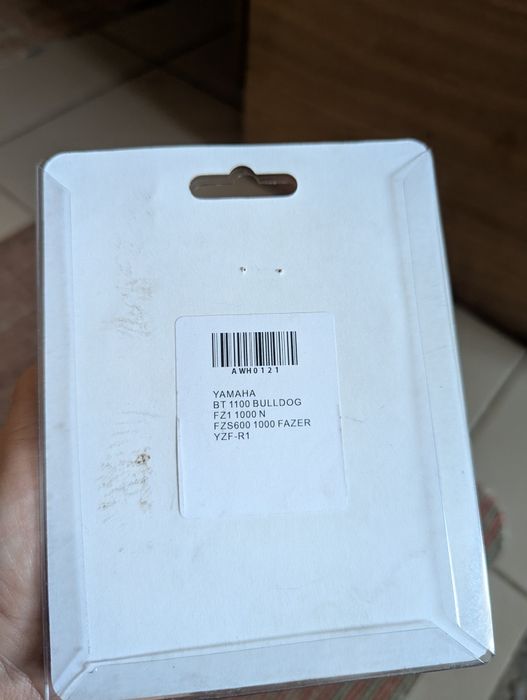 AWH0121
YAMAHA
BT 1100 BULLDOG
FZ1 1000 N
FZS600 1000 FAZER
YZF-R1